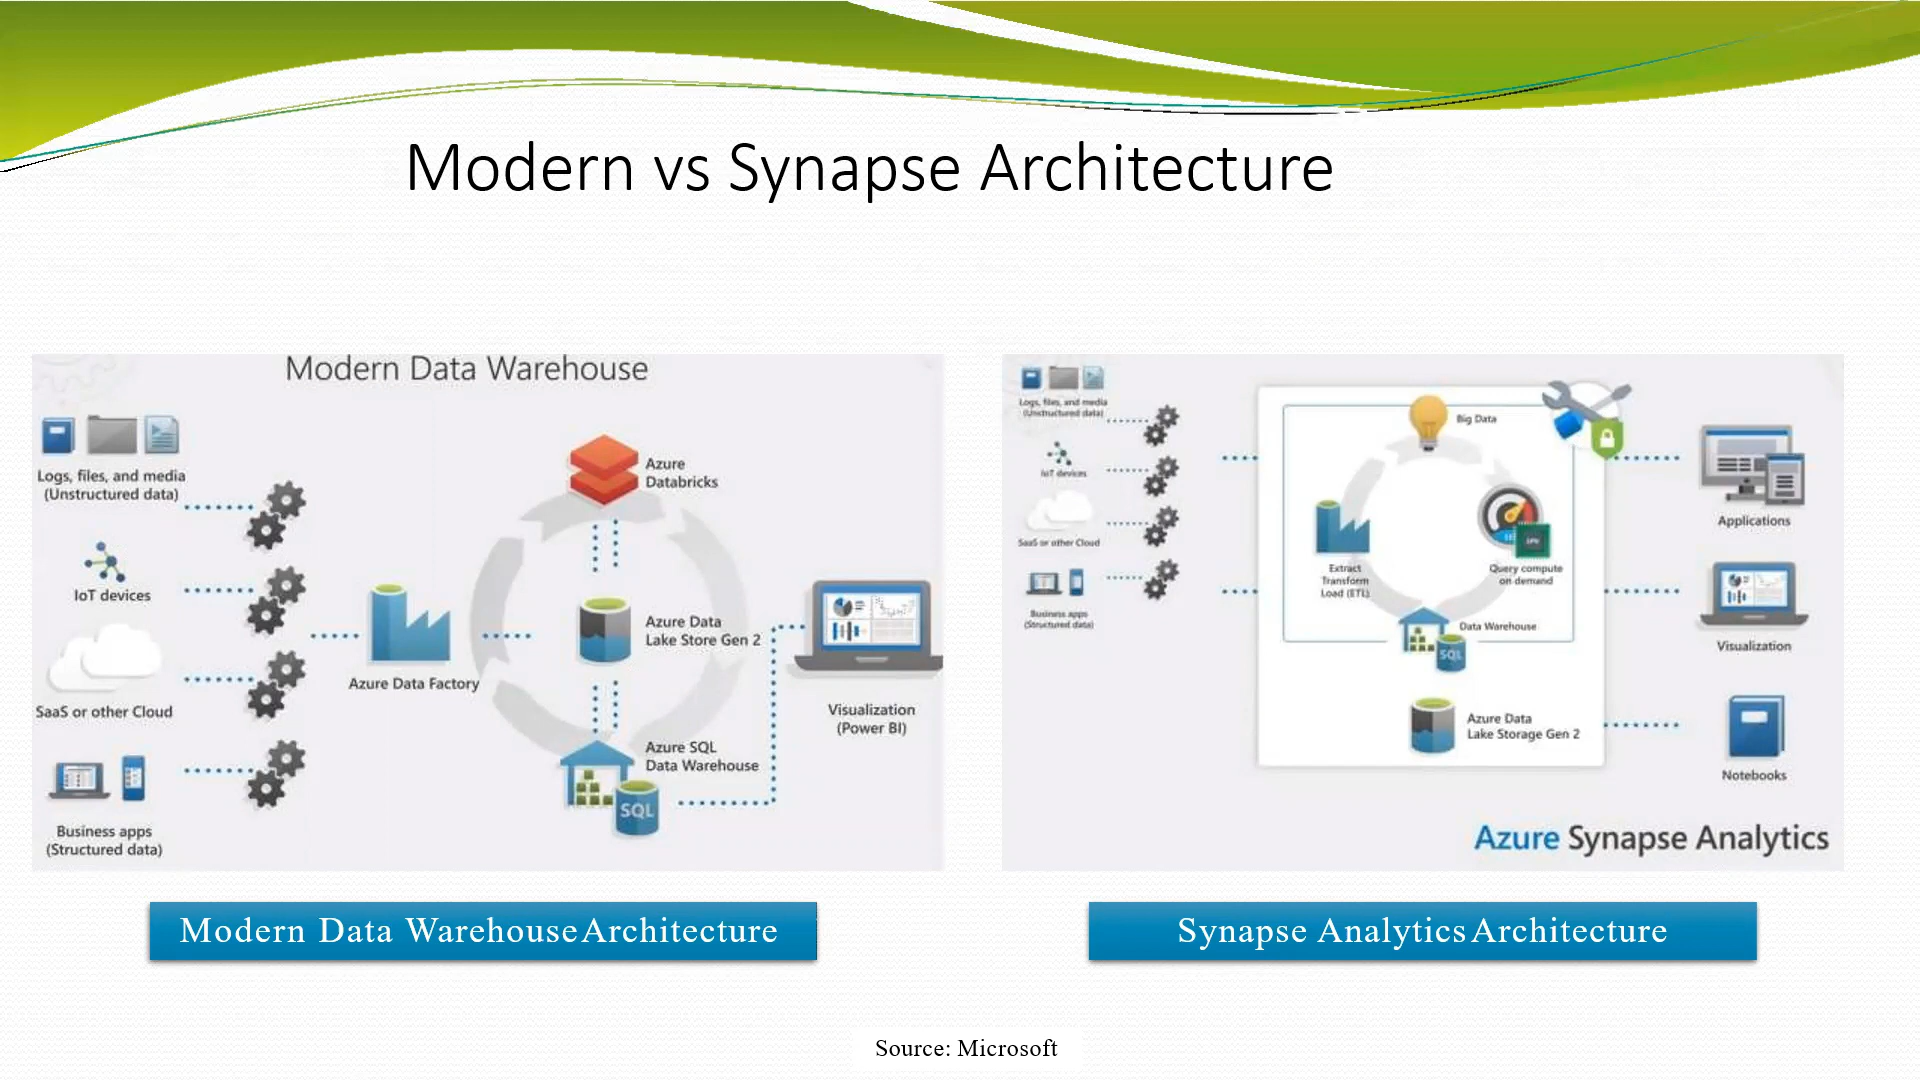 Modern vs Synapse Architecture
Modern Data Warehouse
Logs, files, and media
(Unstructured data)
IoT devices
SaaS or other Cloud
Business apps
(Structured data)
Azure Data Factory
Azure
Databricks
Azure Data
Lake Store Gen 2
Azure SQL
Data Warehouse
SQL
Visualization
(Power BI)
Logs, files, and media
(Unstructured data)
IoT devices
SaaS or other Cloud
Business apps
(Structured data)
Big Data
Extract
Transform
Load (ETL)
Query compute
on demand
Data Warehouse
SQL
Azure Data
Lake Storage Gen 2
Applications
Visualization
Notebooks
Azure Synapse Analytics
Modern Data Warehouse Architecture
Synapse Analytics Architecture
Source: Microsoft